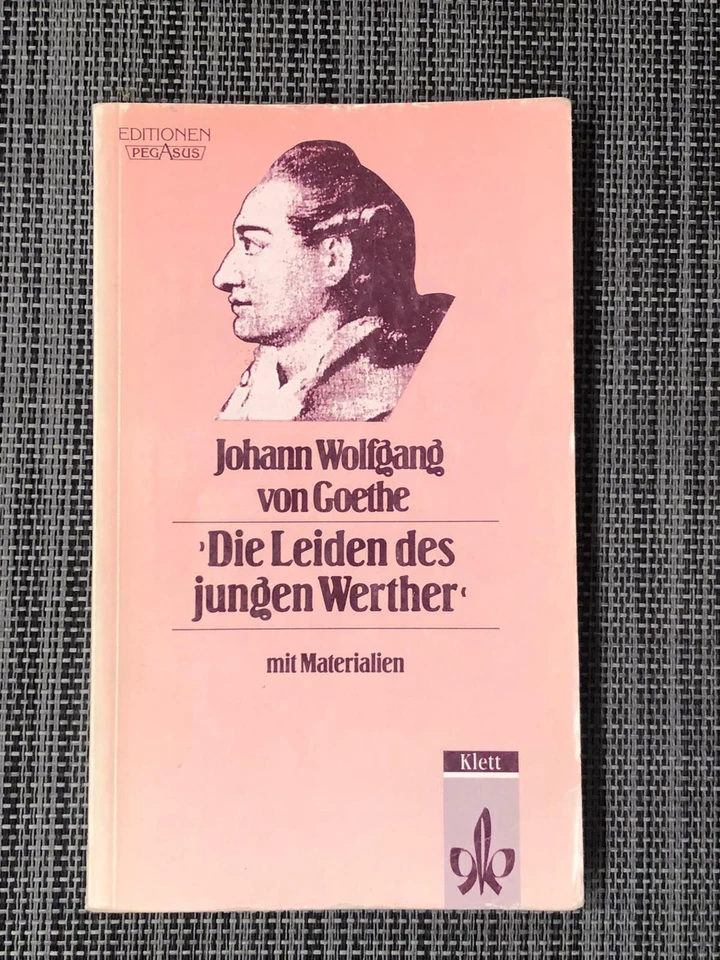 EDITIONEN
PEGASUS
Johann Wolfgang
von Goethe
›Die Leiden des
jungen Werther‹
mit Materialien
Klett